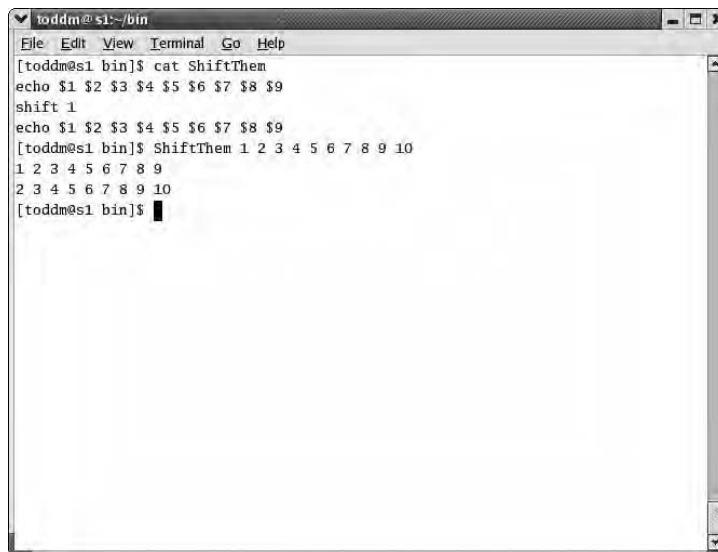 toddm@s1:~/bin
File Edit View Terminal Go Help
[toddm@s1 bin]$ cat ShiftThem
echo $1 $2 $3 $4 $5 $6 $7 $8 $9
shift 1
echo $1 $2 $3 $4 $5 $6 $7 $8 $9
[toddm@s1 bin]$ ShiftThem 1 2 3 4 5 6 7 8 9 10
1 2 3 4 5 6 7 8 9
2 3 4 5 6 7 8 9 10
[toddm@s1 bin]$